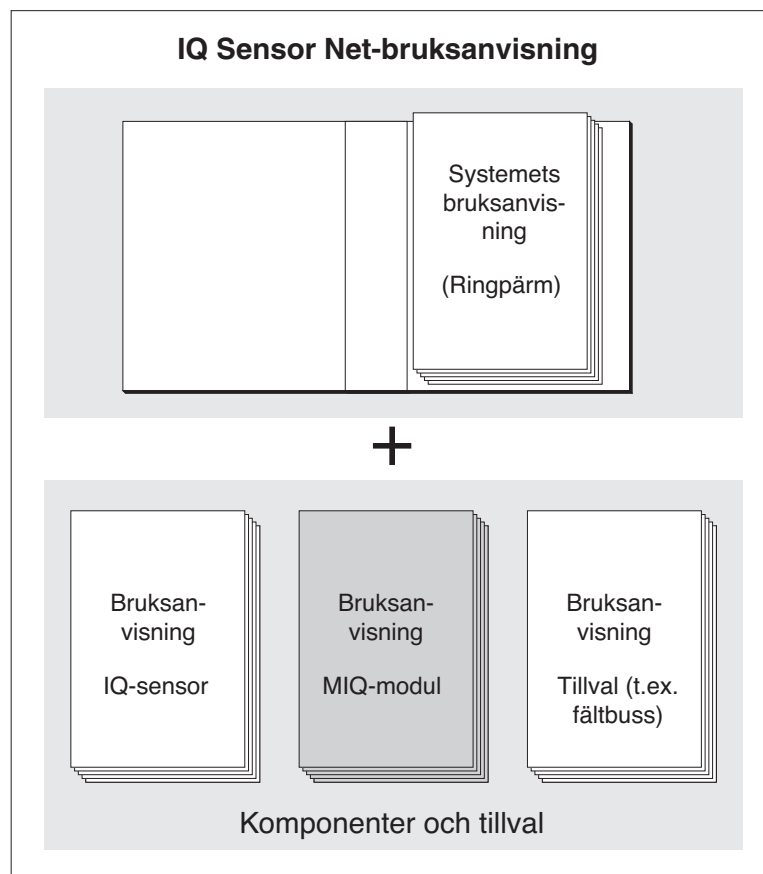 IQ Sensor Net-bruksanvisning
Systemets
bruksanvis-
ning
(Ringpärm)
+
Bruksan-
visning
IQ-sensor
Bruksan-
visning
MIQ-modul
Bruksan-
visning
Tillval (t.ex.
fältbuss)
Komponenter och tillval